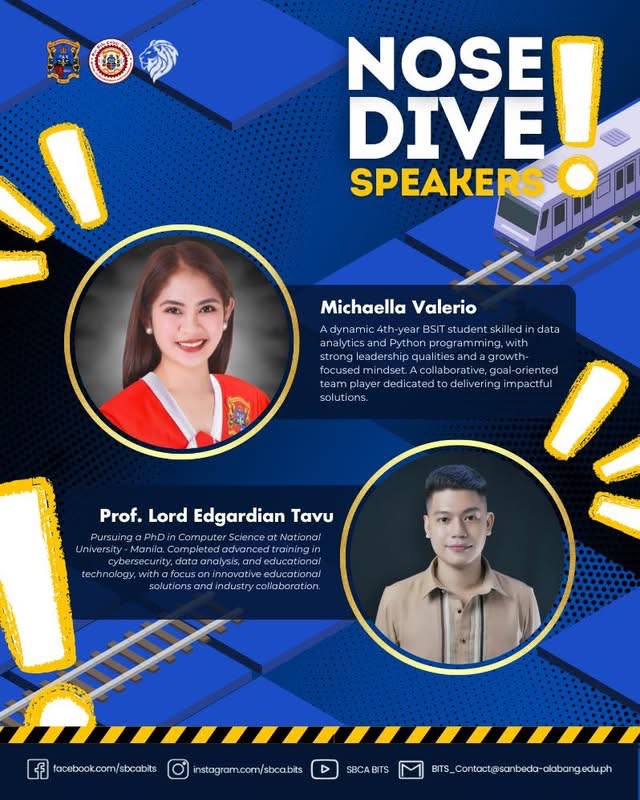 NOSE
DIVE
SPEAKERS
Michaella Valerio
A dynamic 4th-year BSIT student skilled in data
analytics and Python programming, with
strong leadership qualities and a growth-
focused mindset. A collaborative, goal-oriented
team player dedicated to delivering impactful
solutions.
Prof. Lord Edgardian Tavu
Pursuing a PhD in Computer Science at National
University - Manila. Completed advanced training in
cybersecurity, data analysis, and educational
technology, with a focus on innovative educational
solutions and industry collaboration.
facebook.com/sbcabits
instagram.com/sbca.bits
SBCA BITS
BITS_Contact@sanbeda-alabang.edu.ph